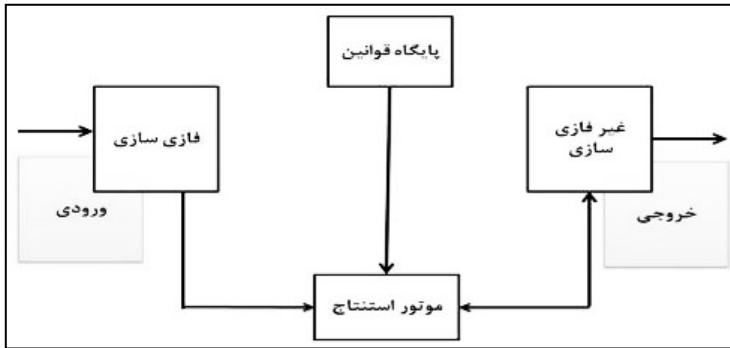 پایگاه قوانین
فازی سازی
غیر فازی
سازی
ورودی
خروجی
موتور استنتاج